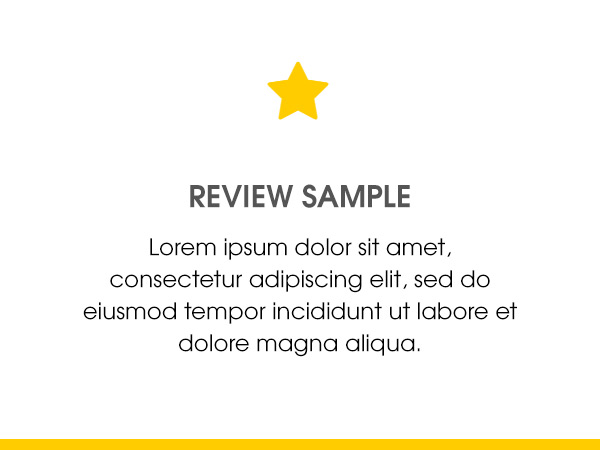 REVIEW SAMPLE
Lorem ipsum dolor sit amet,
consectetur adipiscing elit, sed do
eiusmod tempor incididunt ut labore et
dolore magna aliqua.